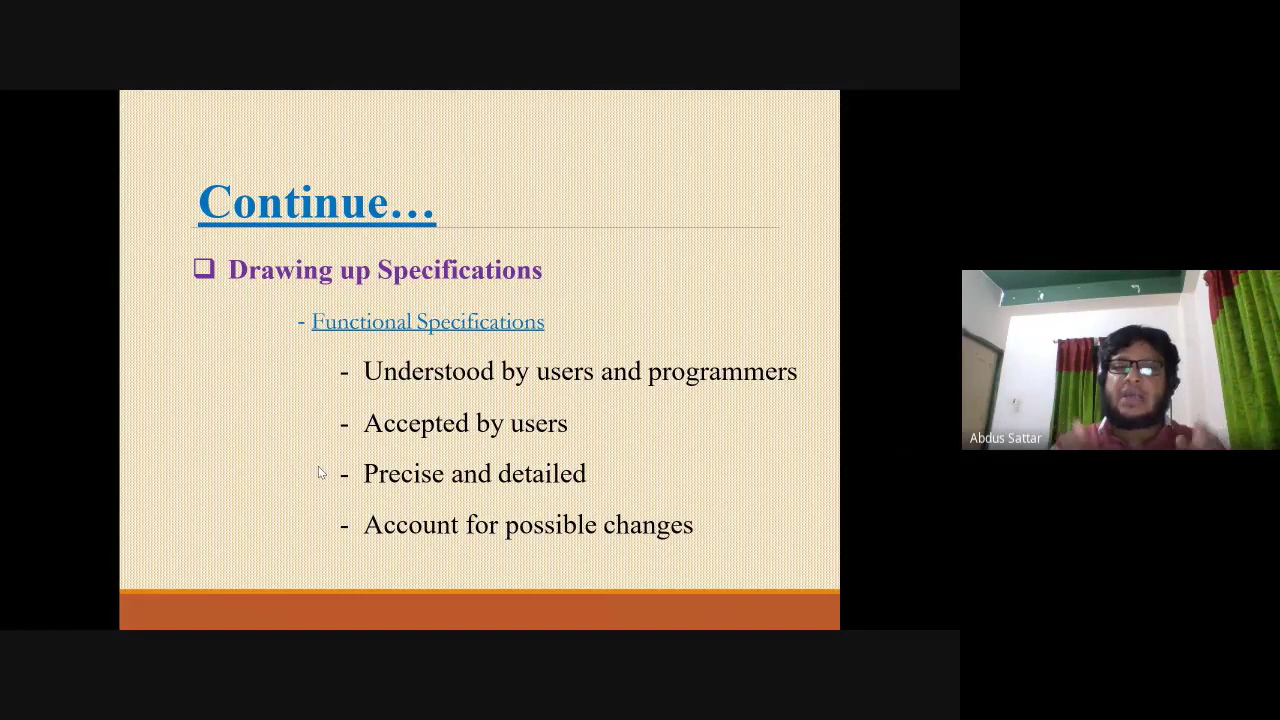 Continue…
❑ Drawing up Specifications
- Functional Specifications
- Understood by users and programmers
- Accepted by users
- Precise and detailed
- Account for possible changes
Abdus Sattar